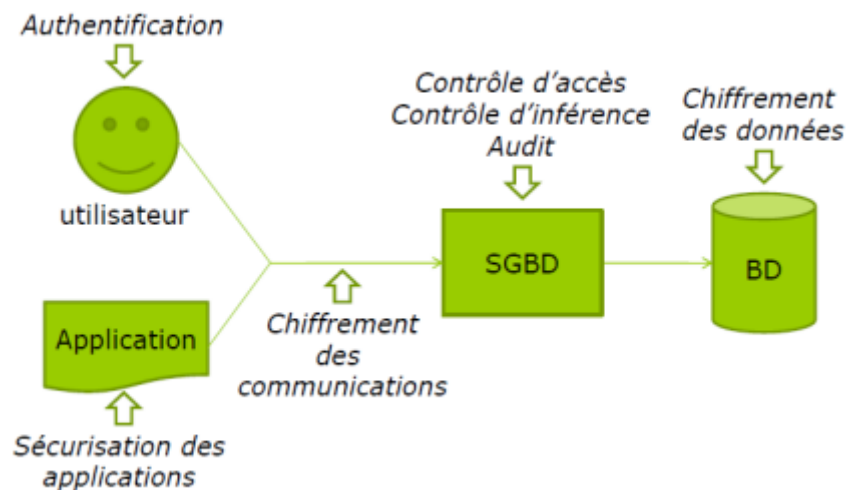 Authentification
utilisateur
Application
Sécurisation des
applications
Chiffrement
des
communications
Contrôle d'accès
Contrôle d'inférence
Audit
SGBD
Chiffrement
des données
BD